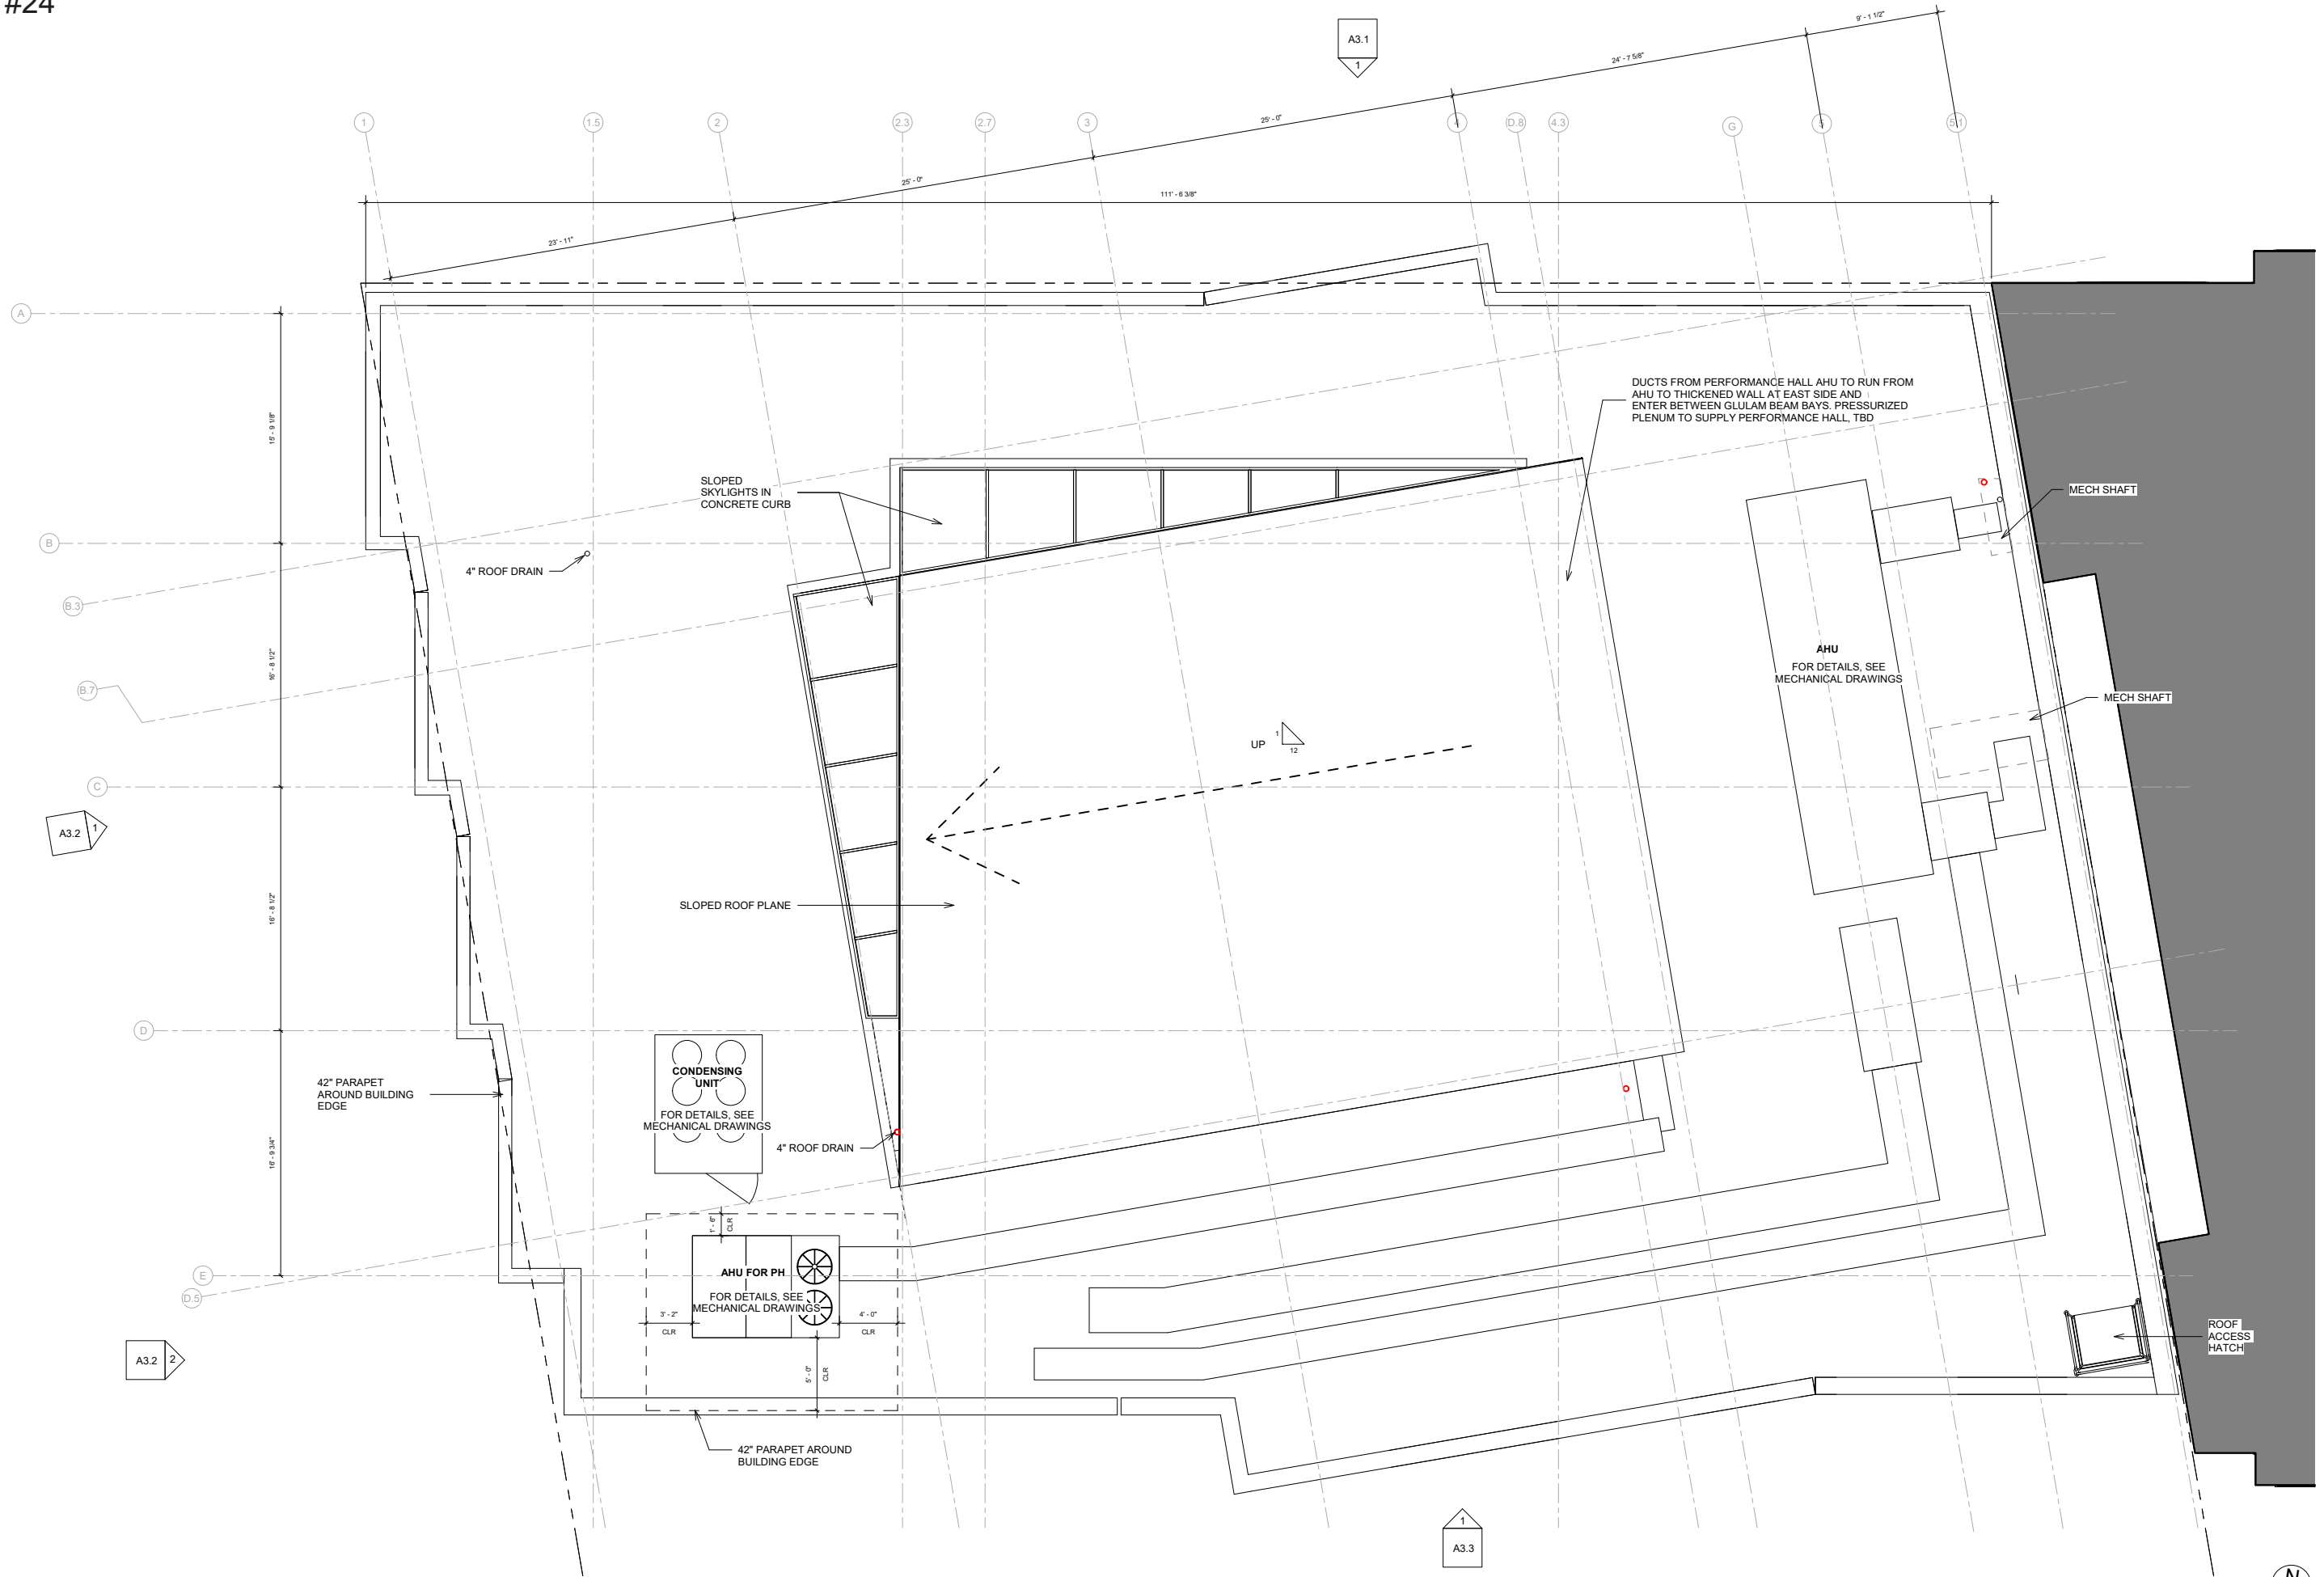 #24
A3.1
1
9' - 1 1/2"
24' - 7 5/8"
25' - 0"
25' - 0"
23' - 11"
111' - 6 3/8"
1
1.5
2
2.3
2.7
3
4
D.8
4.3
G
5
5.1
A
B
B.3
B.7
C
D
E
D.5
15' - 9 1/8"
16' - 8 1/2"
16' - 8 1/2"
16' - 9 3/4"
DUCTS FROM PERFORMANCE HALL AHU TO RUN FROM
AHU TO THICKENED WALL AT EAST SIDE AND
ENTER BETWEEN GLULAM BEAM BAYS. PRESSURIZED
PLENUM TO SUPPLY PERFORMANCE HALL, TBD
SLOPED
SKYLIGHTS IN
CONCRETE CURB
MECH SHAFT
4" ROOF DRAIN
AHU
FOR DETAILS, SEE
MECHANICAL DRAWINGS
MECH SHAFT
UP
1
12
A3.2
1
SLOPED ROOF PLANE
42" PARAPET
AROUND BUILDING
EDGE
CONDENSING
UNIT
FOR DETAILS, SEE
MECHANICAL DRAWINGS
4" ROOF DRAIN
1' - 6"
CLR
AHU FOR PH
FOR DETAILS, SEE
MECHANICAL DRAWINGS
3' - 2"
CLR
4' - 0"
CLR
5' - 0"
CLR
A3.2
2
ROOF
ACCESS
HATCH
42" PARAPET AROUND
BUILDING EDGE
1
A3.3
N